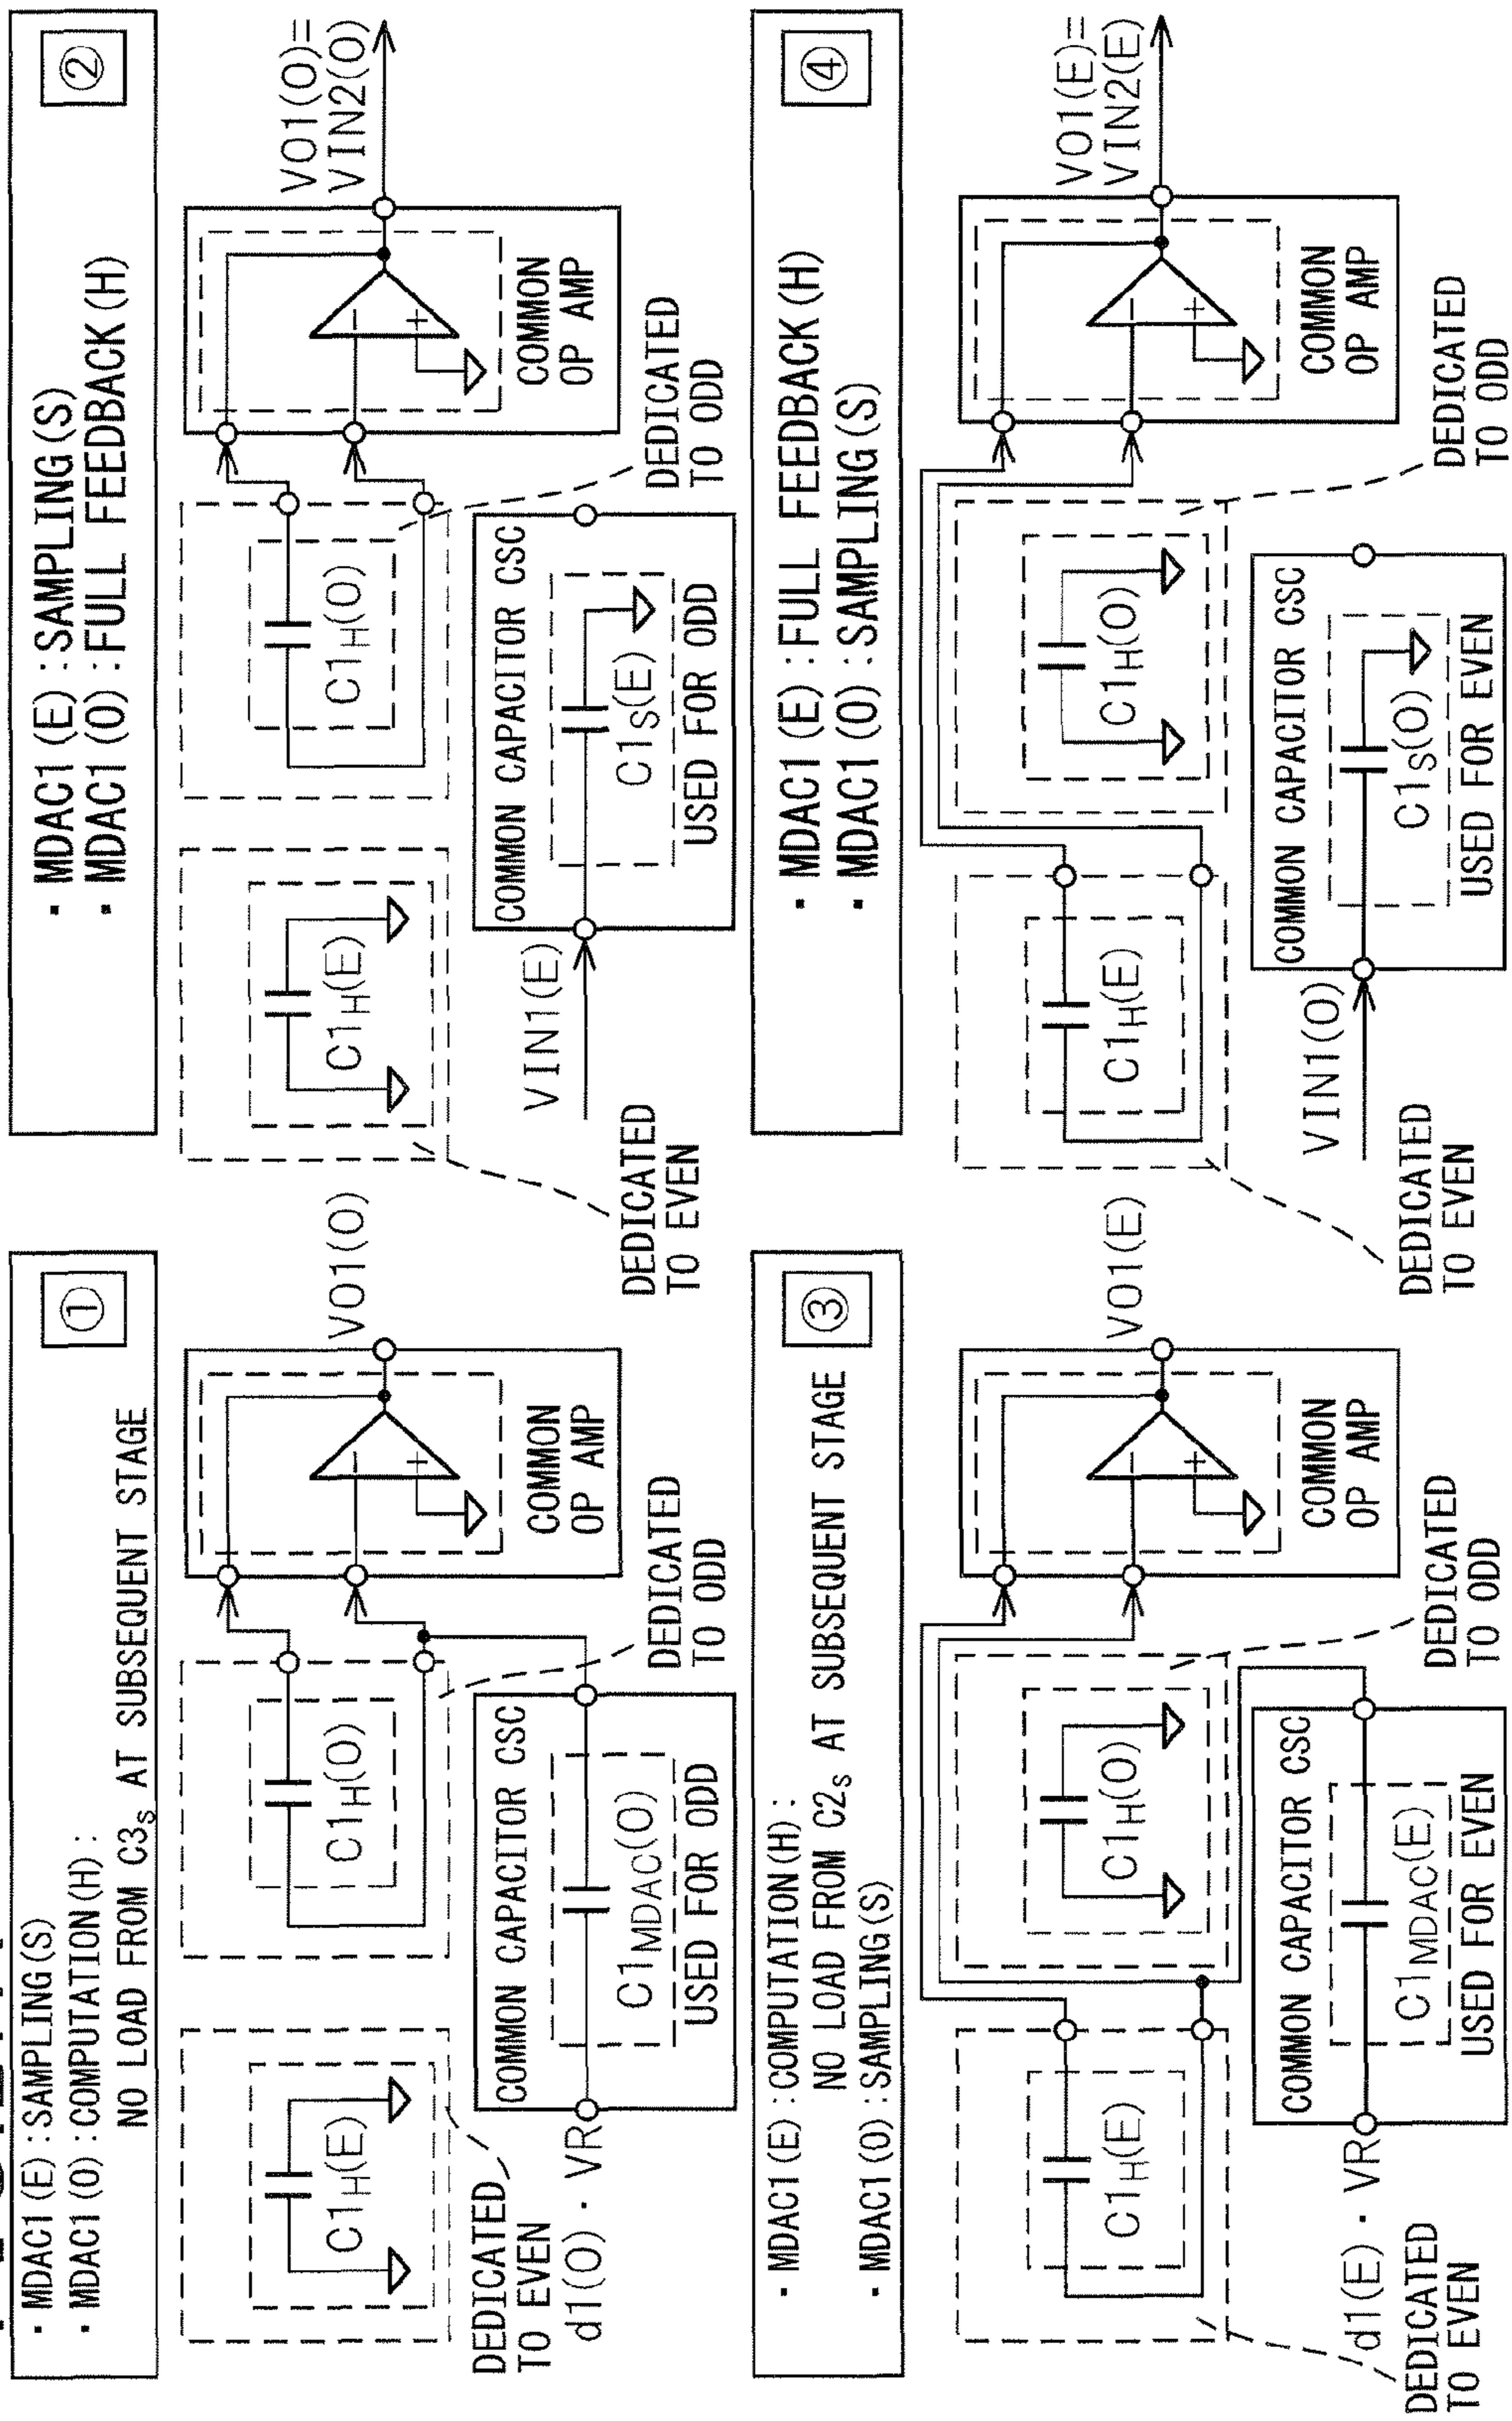 ①
· MDAC1(E):SAMPLING(S)
· MDAC1(O):COMPUTATION(H):
NO LOAD FROM C3s AT SUBSEQUENT STAGE
C1H(E)
C1H(O)
VO1(O)
COMMON
OP AMP
DEDICATED
TO EVEN
DEDICATED
TO ODD
d1(O)·VR
COMMON CAPACITOR CSC
C1MDAC(O)
USED FOR ODD
②
· MDAC1(E):SAMPLING(S)
· MDAC1(O):FULL FEEDBACK(H)
C1H(E)
C1H(O)
VO1(O)=
VIN2(O)
COMMON
OP AMP
DEDICATED
TO EVEN
DEDICATED
TO ODD
VIN1(E)
COMMON CAPACITOR CSC
C1S(E)
USED FOR ODD
③
· MDAC1(E):COMPUTATION(H):
NO LOAD FROM C2s AT SUBSEQUENT STAGE
· MDAC1(O):SAMPLING(S)
C1H(E)
C1H(O)
VO1(E)
COMMON
OP AMP
DEDICATED
TO EVEN
DEDICATED
TO ODD
d1(E)·VR
COMMON CAPACITOR CSC
C1MDAC(E)
USED FOR EVEN
④
· MDAC1(E):FULL FEEDBACK(H)
· MDAC1(O):SAMPLING(S)
C1H(E)
C1H(O)
VO1(E)=
VIN2(E)
COMMON
OP AMP
DEDICATED
TO EVEN
DEDICATED
TO ODD
VIN1(O)
COMMON CAPACITOR CSC
C1S(O)
USED FOR EVEN